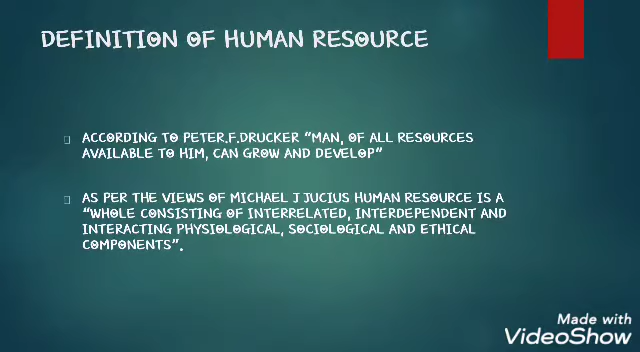 DEFINITION OF HUMAN RESOURCE
ACCORDING TO PETER.F.DRUCKER "MAN, OF ALL RESOURCES
AVAILABLE TO HIM, CAN GROW AND DEVELOP"
AS PER THE VIEWS OF MICHAEL J JUCIUS HUMAN RESOURCE IS A
"WHOLE CONSISTING OF INTERRELATED, INTERDEPENDENT AND
INTERACTING PHYSIOLOGICAL, SOCIOLOGICAL AND ETHICAL
COMPONENTS".
Made with
VideoShow